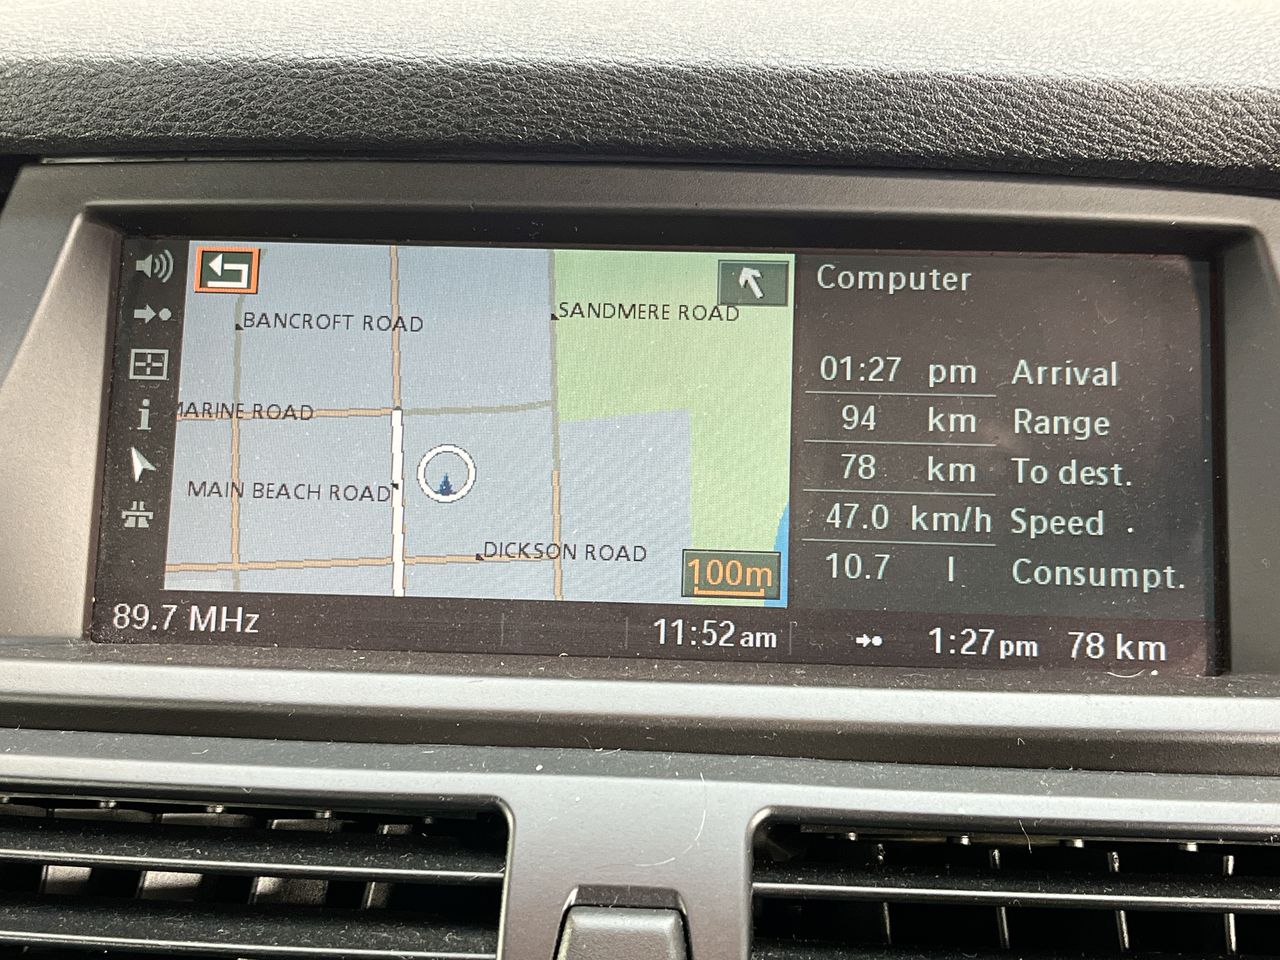 Computer
SANDMERE ROAD
BANCROFT ROAD
MARINE ROAD
MAIN BEACH ROAD
DICKSON ROAD
100m
01:27 pm Arrival
94 km Range
78 km To dest.
47.0 km/h Speed
10.7 l Consumpt.
89.7 MHz 11:52 am 1:27 pm 78 km